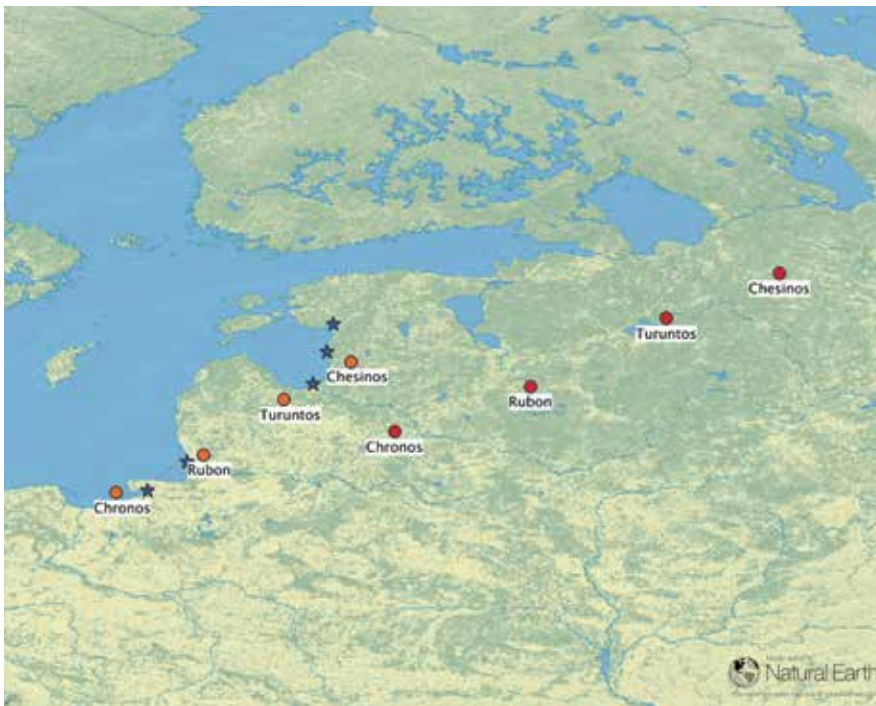 Chesinos
Turuntos
Chesinos
Rubon
Turuntos
Chronos
Rubon
Chronos
Natural Earth